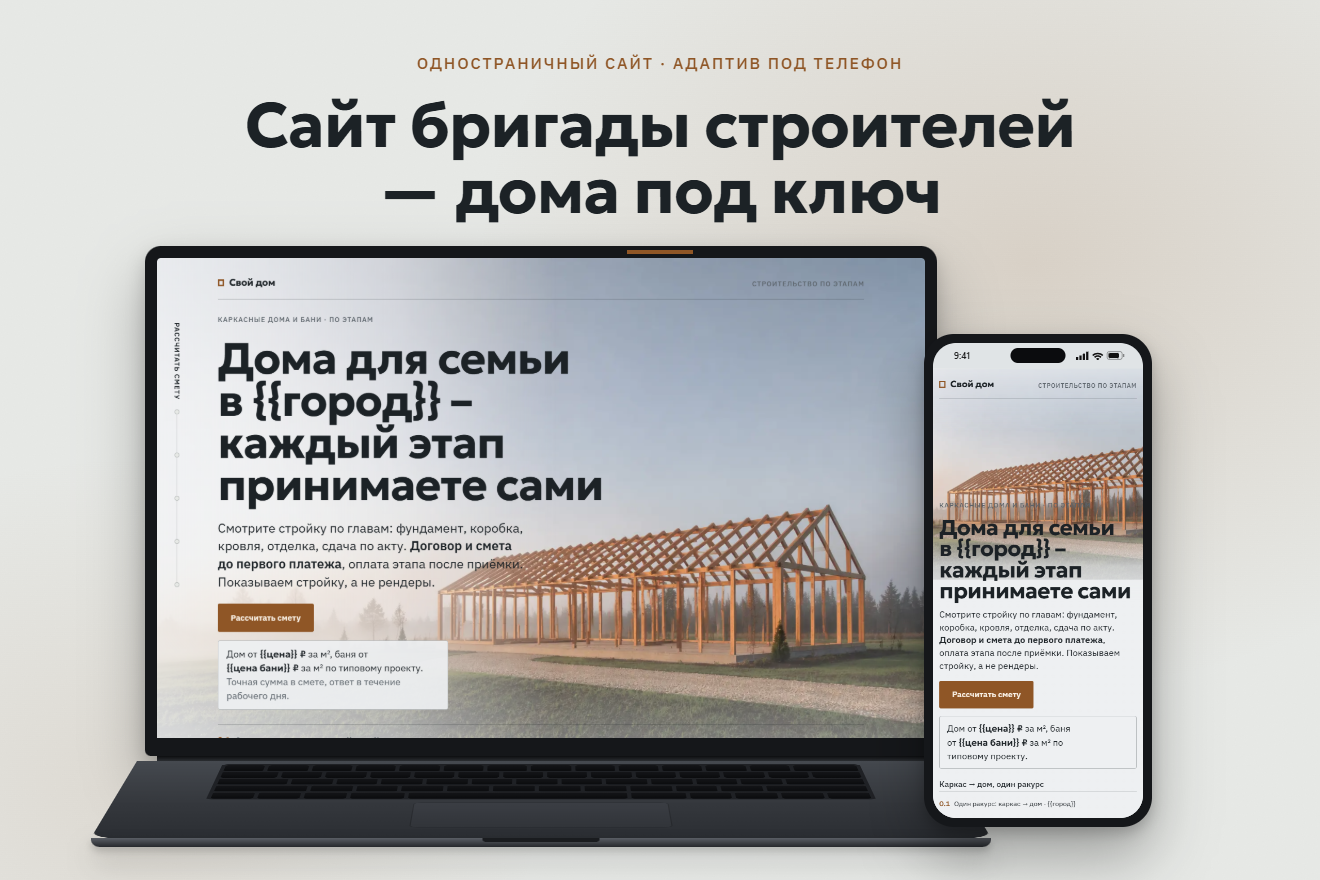 ОДНОСТРАНИЧНЫЙ САЙТ · АДАПТИВ ПОД ТЕЛЕФОН
Сайт бригады строителей
— дома под ключ
Свой дом
СТРОИТЕЛЬСТВО ПО ЭТАПАМ
РАССЧИТАТЬ СМЕТУ
КАРКАСНЫЕ ДОМА И БАНИ · ПО ЭТАПАМ
Дома для семьи
в {{город}} –
каждый этап
принимаете сами
Смотрите стройку по главам: фундамент, коробка,
кровля, отделка, сдача по акту. Договор и смета
до первого платежа, оплата этапа после приёмки.
Показываем стройку, а не рендеры.
Рассчитать смету
Дом от {{цена}} ₽ за м², баня от
{{цена бани}} ₽ за м² по типовому проекту.
Точная сумма в смете, ответ в течение
рабочего дня.
9:41
Свой дом
СТРОИТЕЛЬСТВО ПО ЭТАПАМ
КАРКАСНЫЕ ДОМА И БАНИ · ПО ЭТАПАМ
Дома для семьи
в {{город}} –
каждый этап
принимаете сами
Смотрите стройку по главам: фундамент,
коробка, кровля, отделка, сдача по акту.
Договор и смета до первого платежа,
оплата этапа после приёмки. Показываем
стройку, а не рендеры.
Рассчитать смету
Дом от {{цена}} ₽ за м², баня
от {{цена бани}} ₽ за м² по
типовому проекту.
Каркас → дом, один ракурс
0.1 Один ракурс: каркас → дом · {{город}}